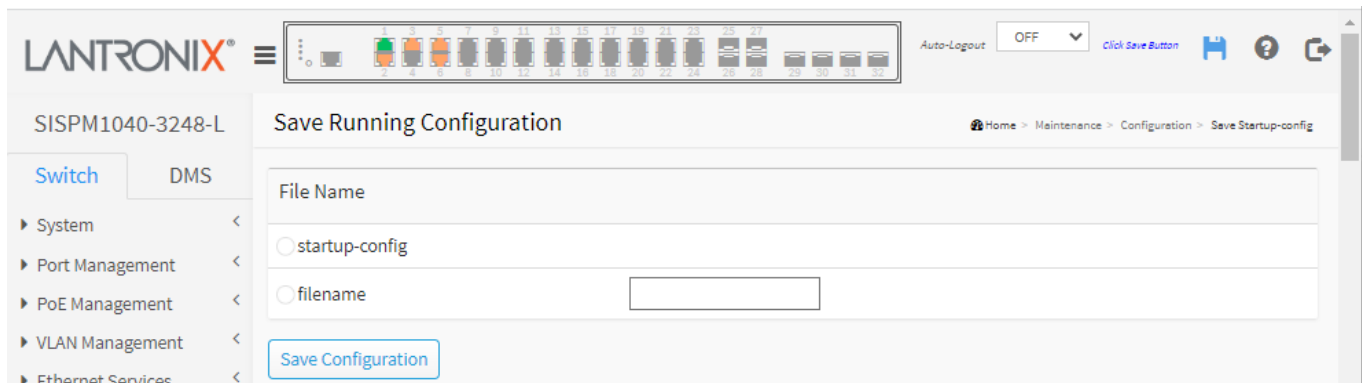 LANTRONIX®
1 3 5 7 9 11 13 15 17 19 21 23 25 27
2 4 6 8 10 12 14 16 18 20 22 24 26 28 29 30 31 32
Auto-Logout OFF Click Save Button
SISPM1040-3248-L
Save Running Configuration
Home > Maintenance > Configuration > Save Startup-config
Switch DMS
File Name
System
startup-config
Port Management
filename
PoE Management
VLAN Management
Save Configuration
Ethernet Services